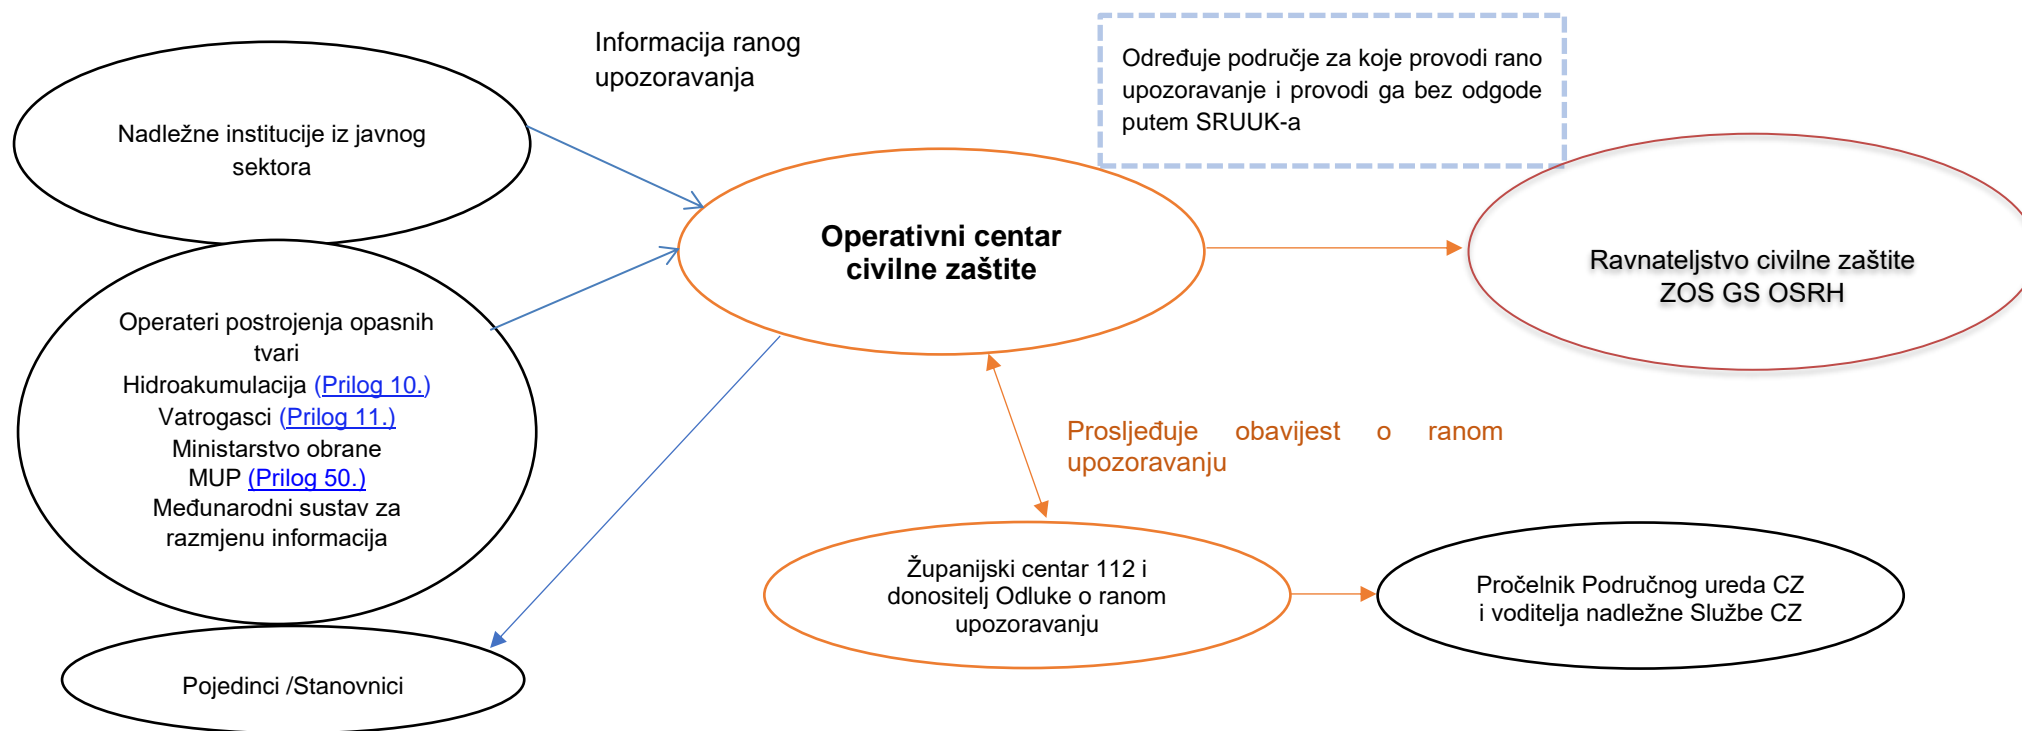 Informacija ranog
upozoravanja
Određuje područje za koje provodi rano
upozoravanje i provodi ga bez odgode
putem SRUUK-a
Nadležne institucije iz javnog
sektora
Operativni centar
civilne zaštite
Ravnateljstvo civilne zaštite
ZOS GS OSRH
Operateri postrojenja opasnih
tvari
Hidroakumulacija (Prilog 10.)
Vatrogasci (Prilog 11.)
Ministarstvo obrane
MUP (Prilog 50.)
Međunarodni sustav za
razmjenu informacija
Prosljeđuje obavijest o ranom
upozoravanju
Županijski centar 112 i
donositelj Odluke o ranom
upozoravanju
Pročelnik Područnog ureda CZ
i voditelja nadležne Službe CZ
Pojedinci /Stanovnici